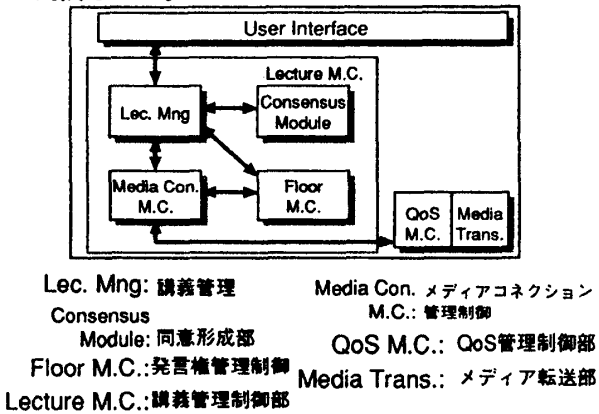 User Interface
Lecture M.C.
Lec. Mng
Consensus
Module
Media Con.
M.C.
Floor
M.C.
QoS
M.C.
Media
Trans.
Lec. Mng: 講義管理
Consensus
Module: 同意形成部
Floor M.C.:発言権管理制御
Lecture M.C.:講義管理制御部
Media Con. メディアコネクション
M.C.: 管理制御
QoS M.C.: QoS管理制御部
Media Trans.: メディア転送部